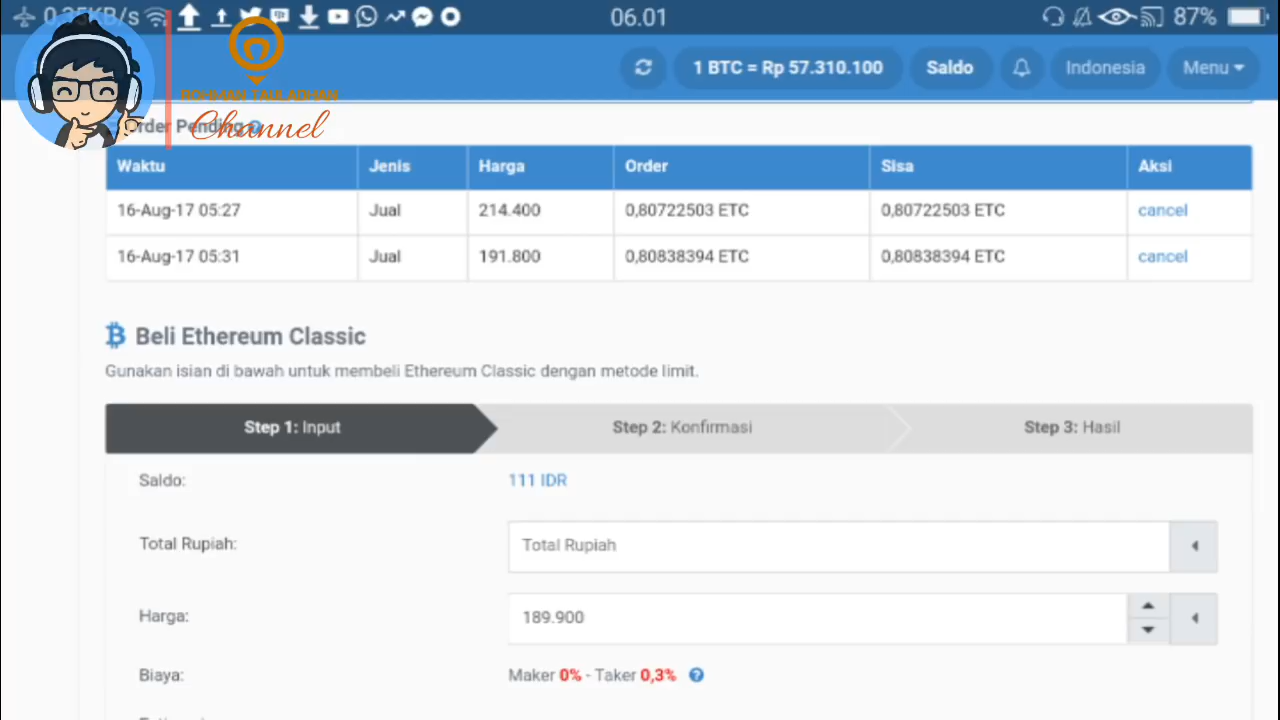 0,35KB/s 06.01 87%
ROHMAN TAULADHAN
Channel
1 BTC = Rp 57.310.100 Saldo Indonesia Menu
Order Pending
Waktu Jenis Harga Order Sisa Aksi
16-Aug-17 05:27 Jual 214.400 0,80722503 ETC 0,80722503 ETC cancel
16-Aug-17 05:31 Jual 191.800 0,80838394 ETC 0,80838394 ETC cancel
Beli Ethereum Classic
Gunakan isian di bawah untuk membeli Ethereum Classic dengan metode limit.
Step 1: Input Step 2: Konfirmasi Step 3: Hasil
Saldo: 111 IDR
Total Rupiah: Total Rupiah
Harga: 189.900
Biaya: Maker 0% - Taker 0,3%